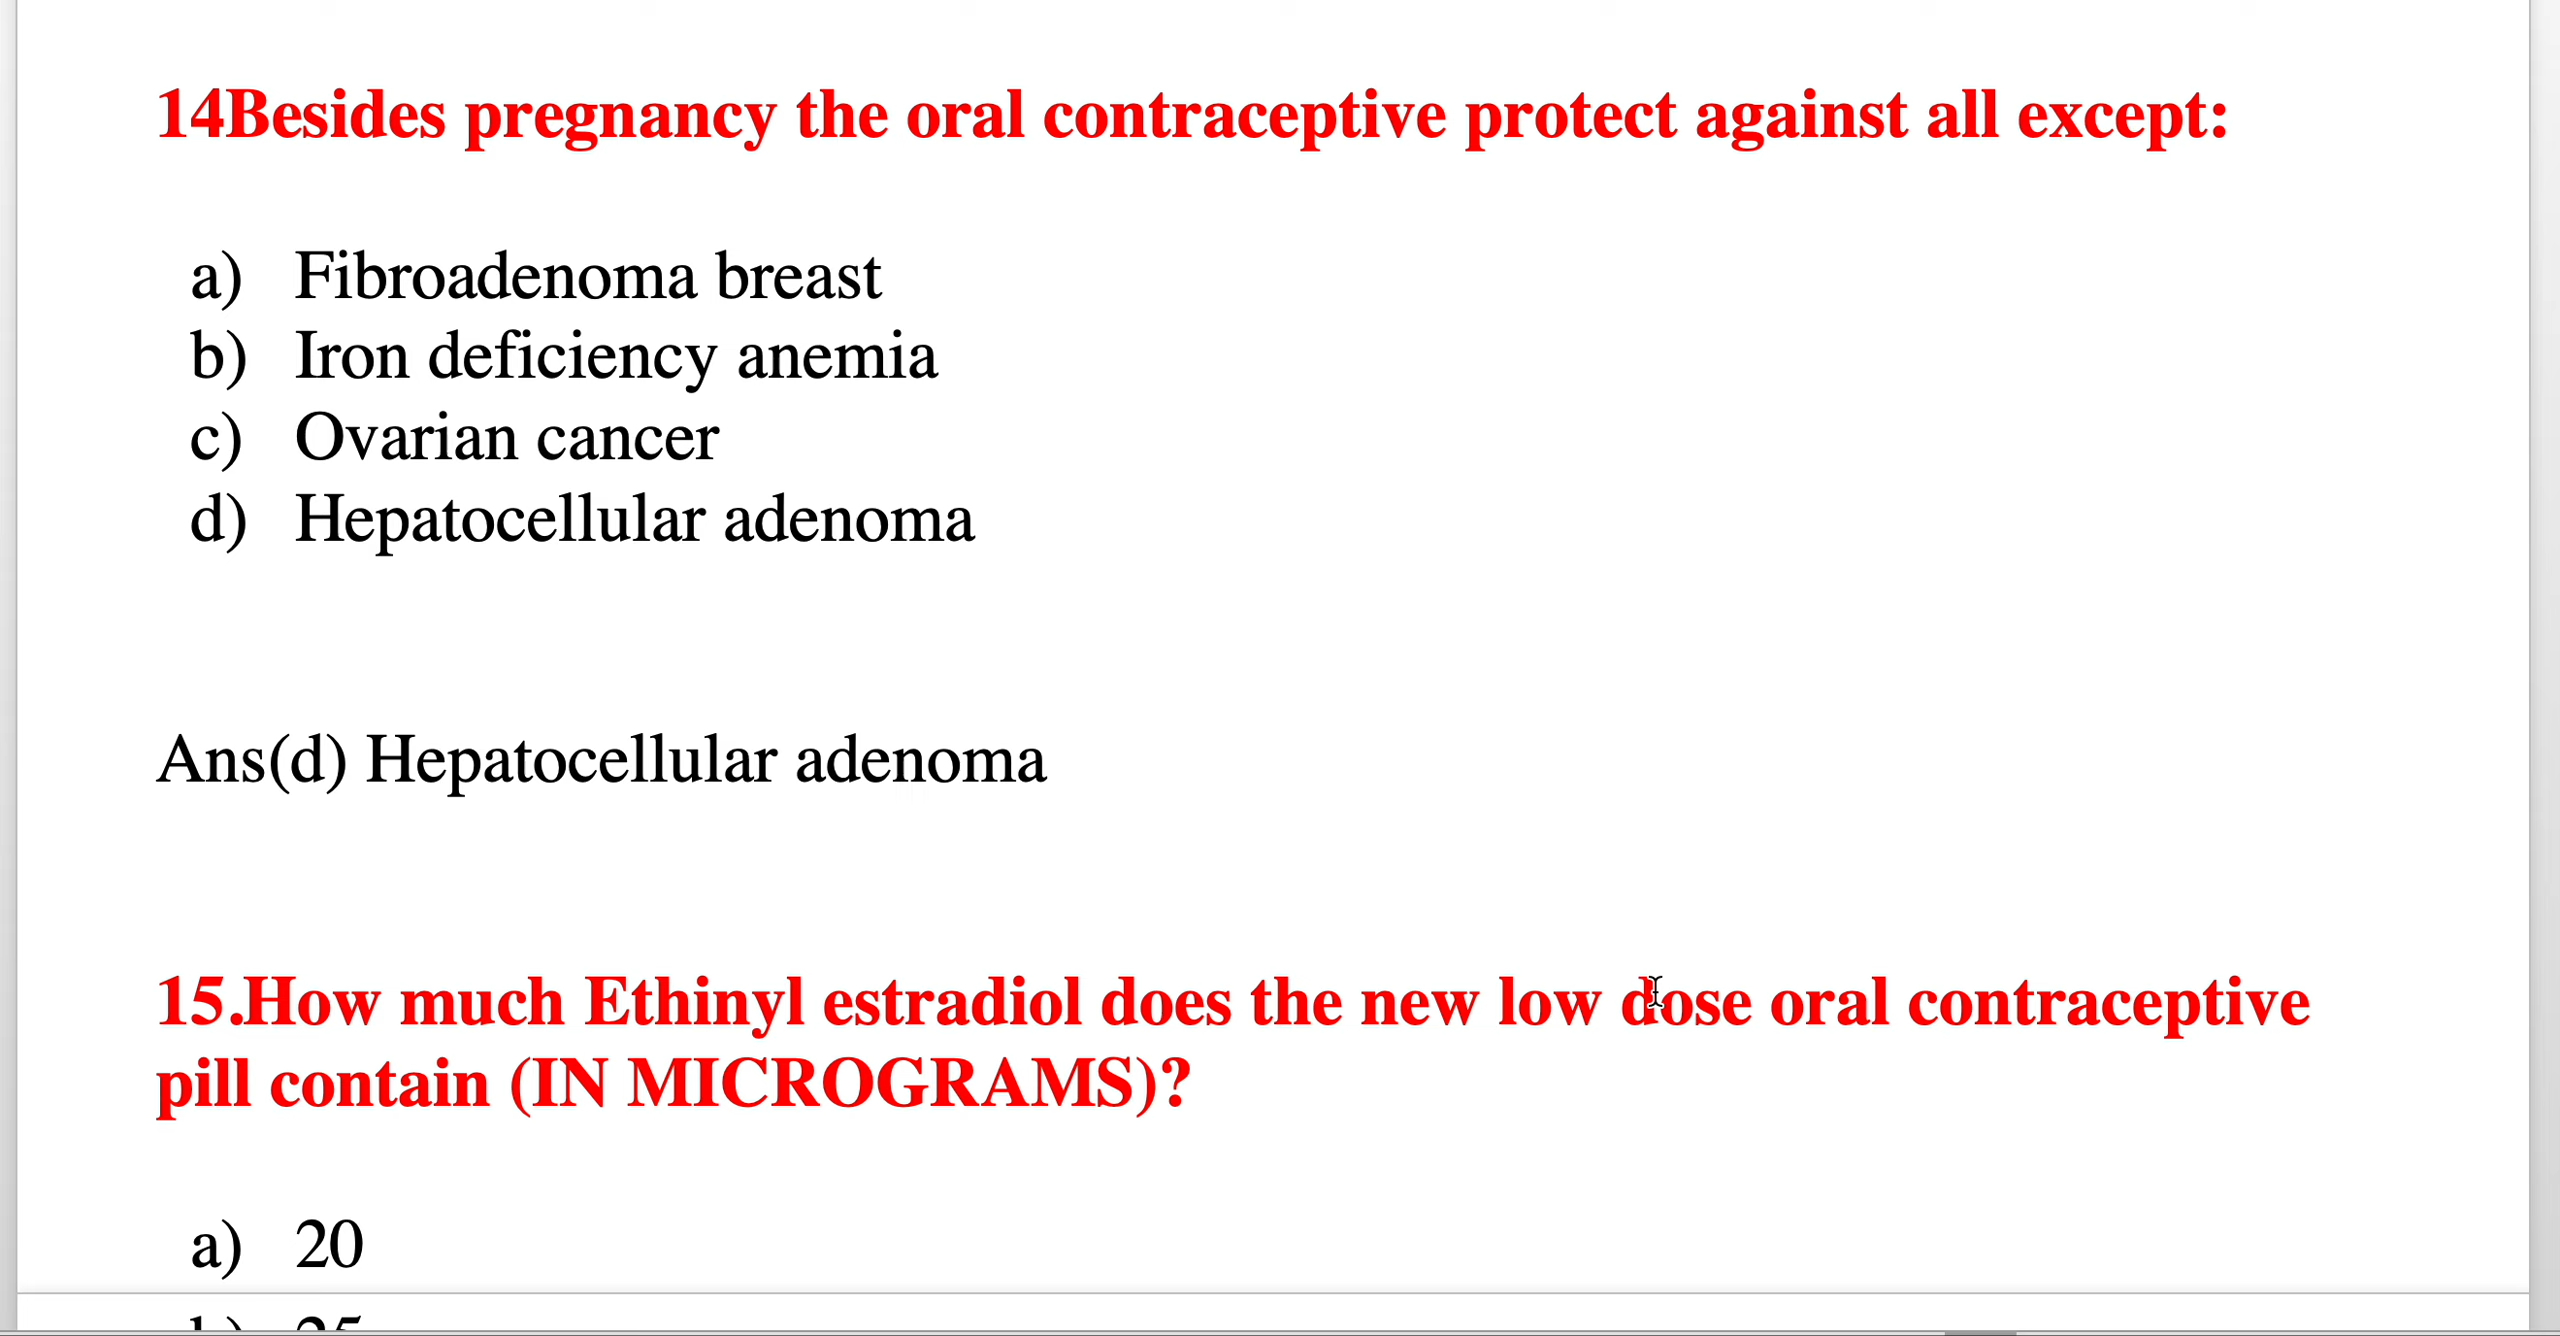 14Besides pregnancy the oral contraceptive protect against all except:
a) Fibroadenoma breast
b) Iron deficiency anemia
c) Ovarian cancer
d) Hepatocellular adenoma
Ans(d) Hepatocellular adenoma
15.How much Ethinyl estradiol does the new low dose oral contraceptive
pill contain (IN MICROGRAMS)?
a) 20